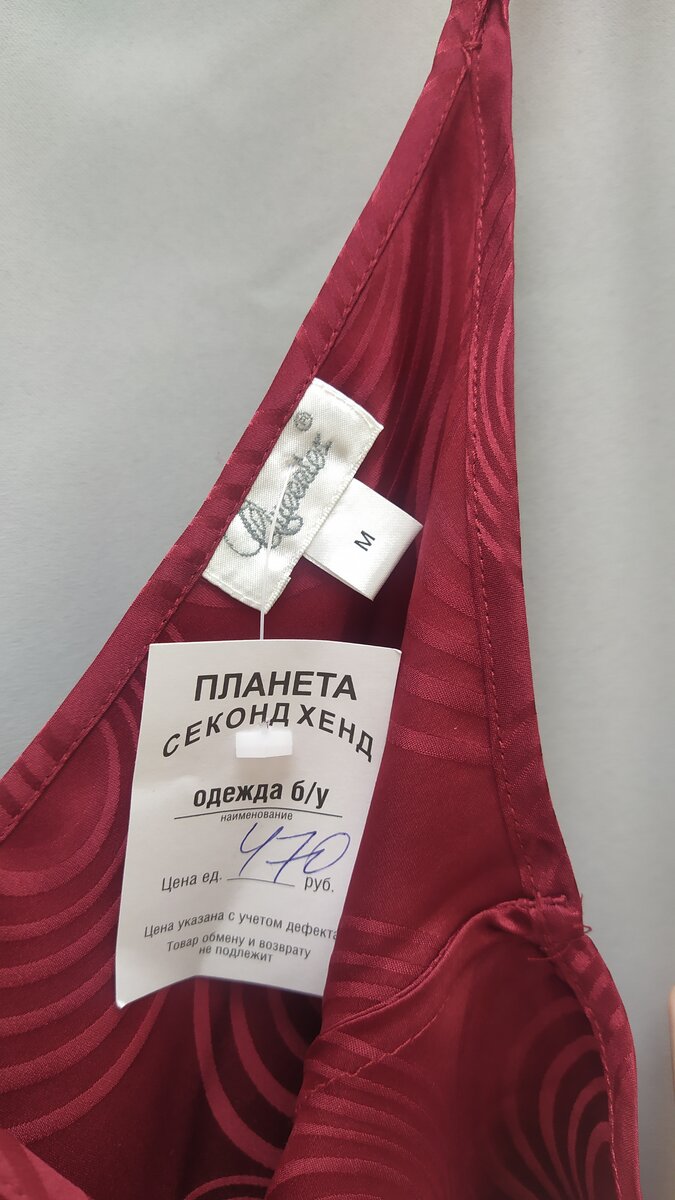 ®
M
ПЛАНЕТА
СЕКОНД ХЕНД
одежда б/у
наименование
Цена ед. 470 руб.
Цена указана с учетом дефекта
Товар обмену и возврату
не подлежит